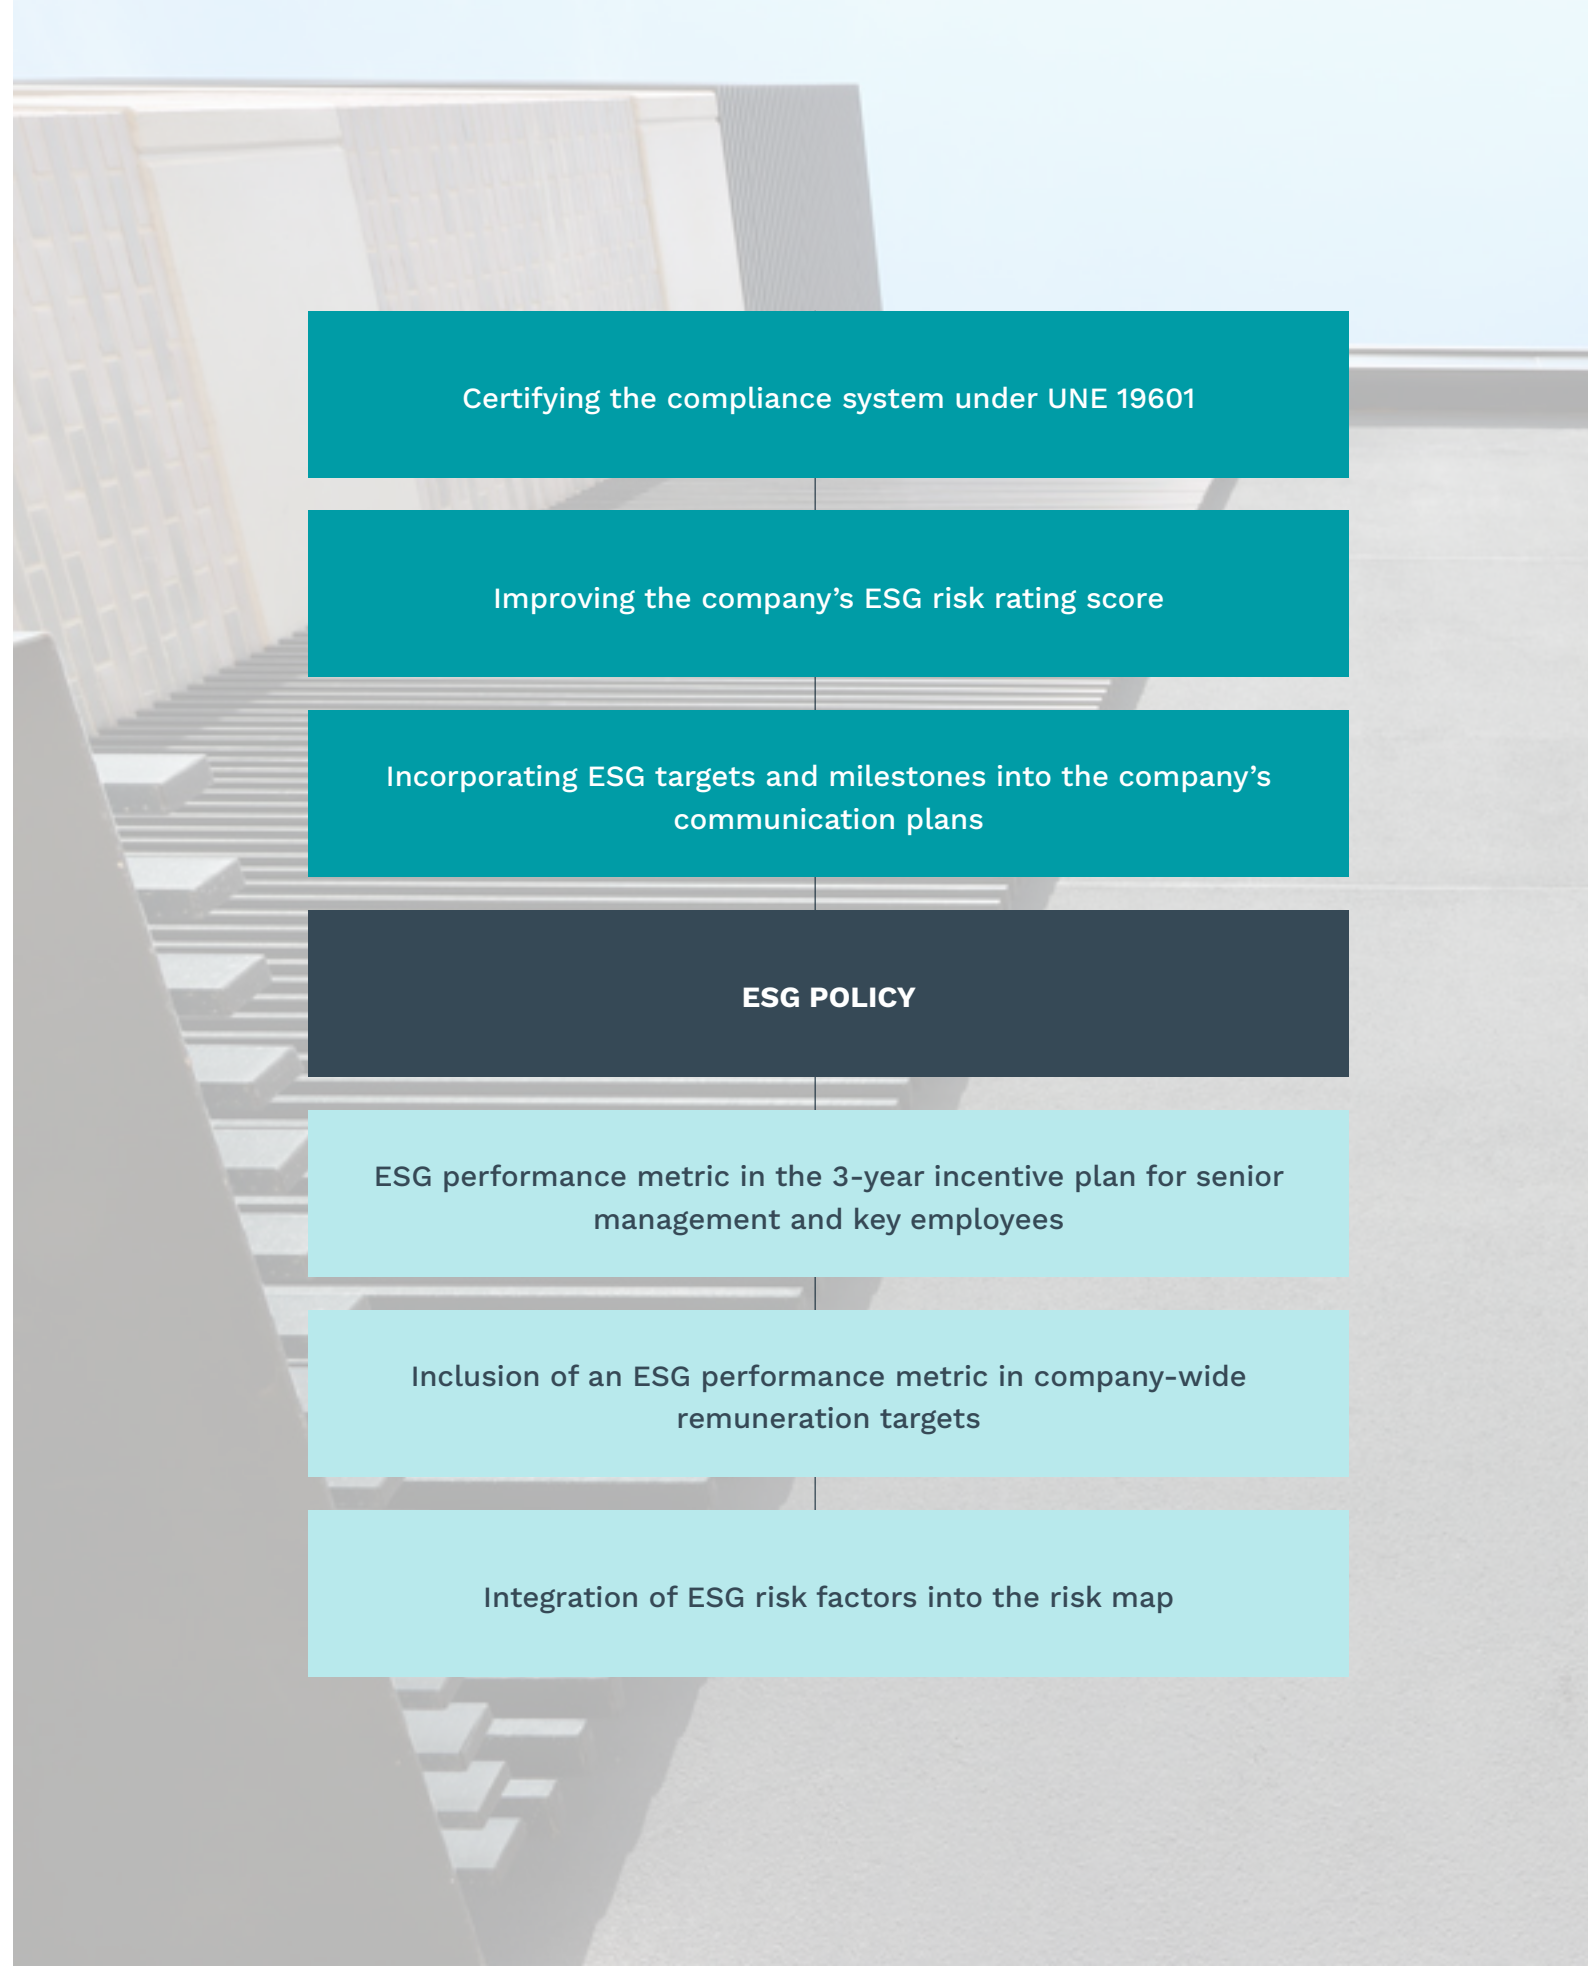 Certifying the compliance system under UNE 19601
Improving the company’s ESG risk rating score
Incorporating ESG targets and milestones into the company’s
communication plans
ESG POLICY
ESG performance metric in the 3-year incentive plan for senior
management and key employees
Inclusion of an ESG performance metric in company-wide
remuneration targets
Integration of ESG risk factors into the risk map